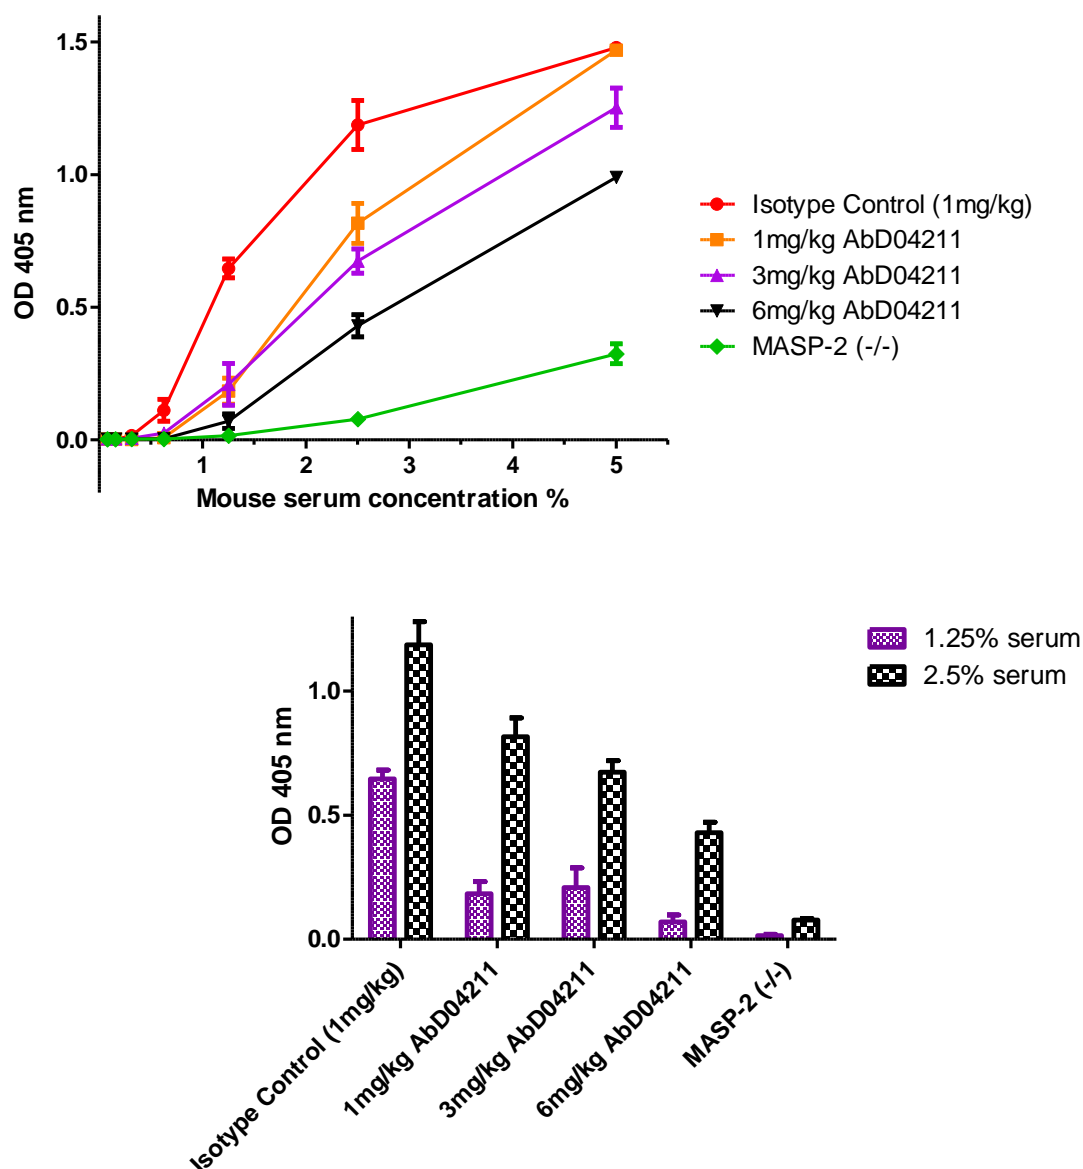 1.5
1.0
0.5
0.0
OD 405 nm
1 2 3 4 5
Mouse serum concentration %
Isotype Control (1mg/kg)
1mg/kg AbD04211
3mg/kg AbD04211
6mg/kg AbD04211
MASP-2 (-/-)
1.25% serum
2.5% serum
1.0
0.5
0.0
OD 405 nm
Isotype Control (1mg/kg)
1mg/kg AbD04211
3mg/kg AbD04211
6mg/kg AbD04211
MASP-2 (-/-)